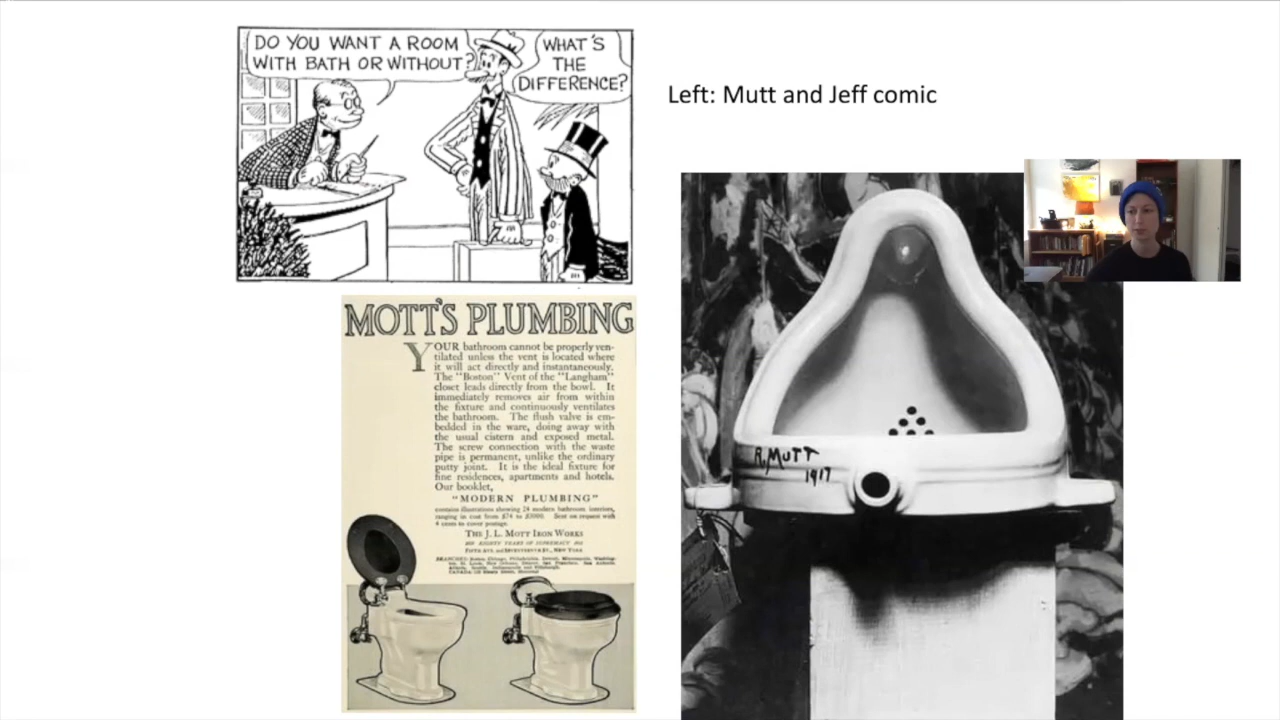 DO YOU WANT A ROOM
WITH BATH OR WITHOUT?
WHAT'S
THE
DIFFERENCE?
Left: Mutt and Jeff comic
MOTT'S PLUMBING
YOUR bathroom cannot be properly ven-
tilated unless the vent is located where
it will act directly and instantaneously.
The "Boston" Vent of the "Langham"
closet leads directly from the bowl. It
immediately removes air from within
the fixture and continuously ventilates
the bathroom. The flush valve is em-
bedded in the ware, doing away with
the usual cistern and exposed metal.
The screw connection with the waste
pipe is permanent, unlike the ordinary
putty joint. It is the ideal fixture for
fine residences, apartments and hotels.
Our booklet,
"MODERN PLUMBING"
contains illustrations showing 24 modern bathroom interiors,
ranging in cost from $74 to $3000. Sent on request with
4 cents to cover postage.
THE J. L. MOTT IRON WORKS
EIGHTY YEARS OF SUPREMACY
FIFTH AVE. AND SEVENTEENTH ST., NEW YORK
R. MUTT
1917